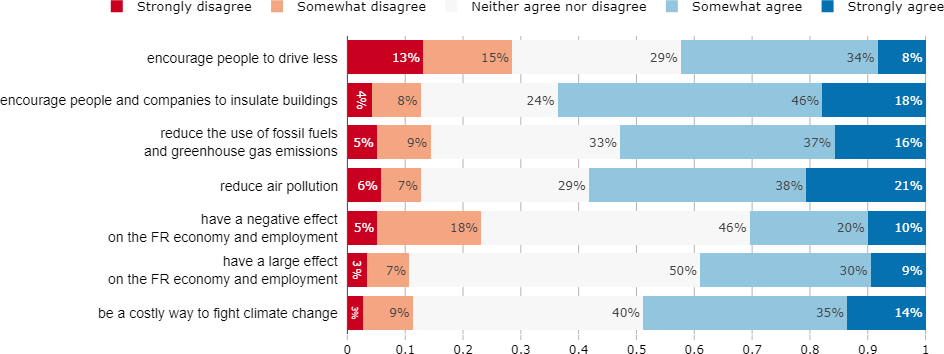 Strongly disagree Somewhat disagree Neither agree nor disagree Somewhat agree Strongly agree
encourage people to drive less 13% 15% 29% 34% 8%
encourage people and companies to insulate buildings 4% 8% 24% 46% 18%
reduce the use of fossil fuels
and greenhouse gas emissions 5% 9% 33% 37% 16%
reduce air pollution 6% 7% 29% 38% 21%
have a negative effect
on the FR economy and employment 5% 18% 46% 20% 10%
have a large effect
on the FR economy and employment 3% 7% 50% 30% 9%
be a costly way to fight climate change 3% 9% 40% 35% 14%
0 0.1 0.2 0.3 0.4 0.5 0.6 0.7 0.8 0.9 1